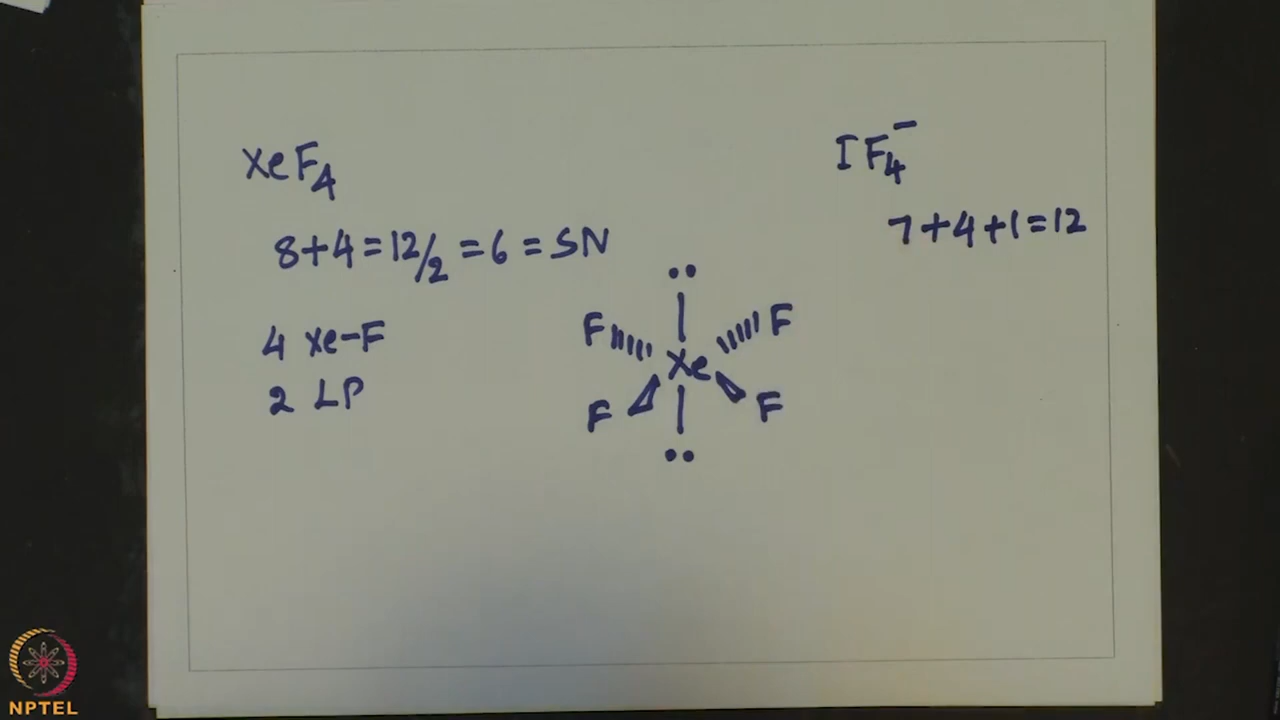 XeF₄
8+4=12/2=6=SN
4 Xe-F
2 LP
F F
Xe
F F
IF₄⁻
7+4+1=12
NPTEL